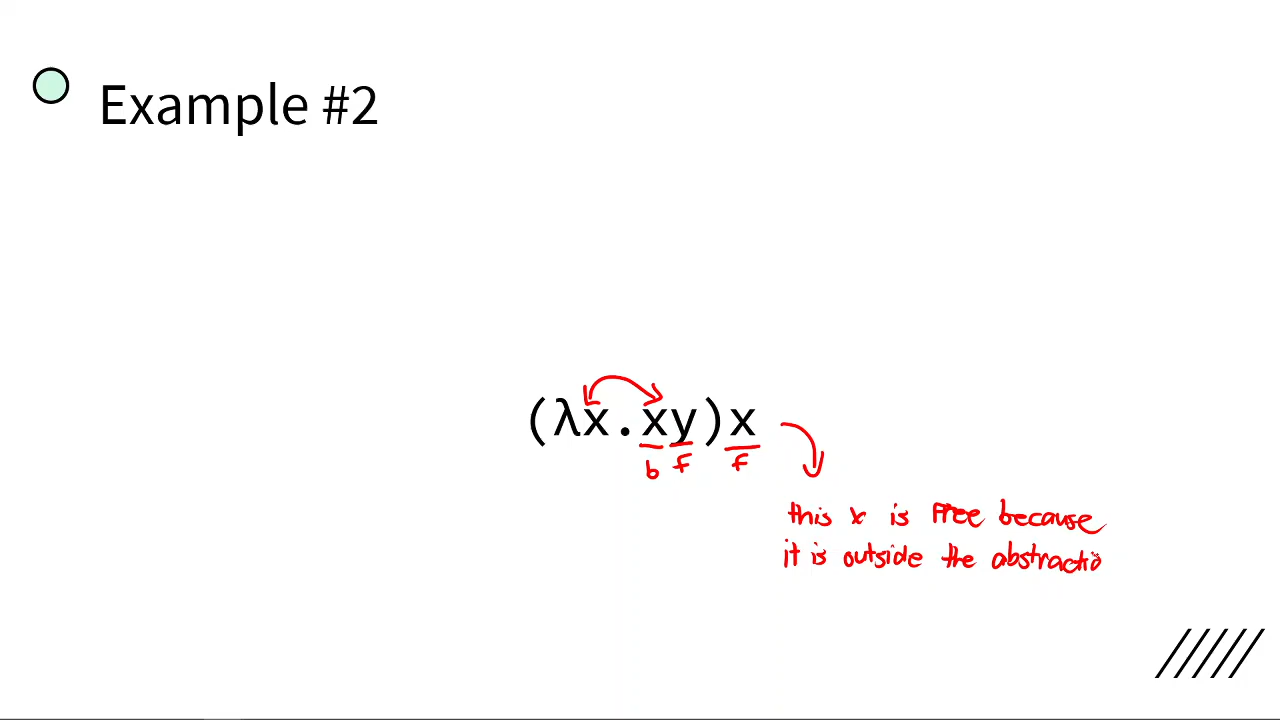 Example #2
(λx.xy)x
b f f
this x is free because
it is outside the abstractio